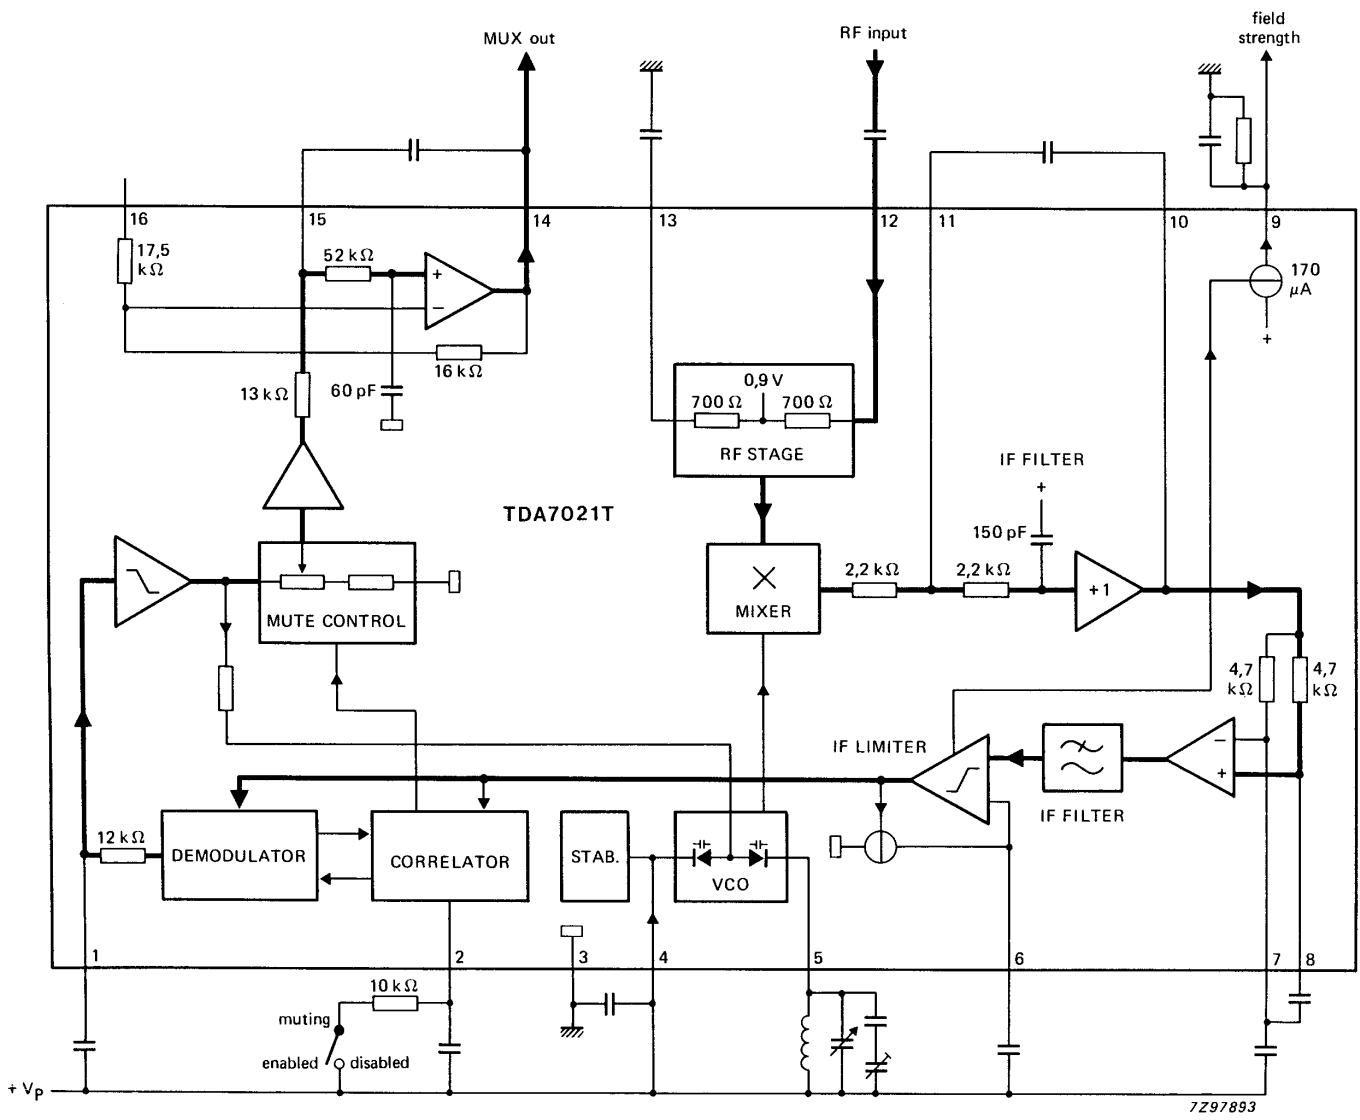 MUX out
RF input
field
strength
16
15
14
13
12
11
10
9
17,5
kΩ
52 kΩ
+
−
170
μA
+
16 kΩ
13 kΩ
60 pF
0,9 V
700 Ω
700 Ω
RF STAGE
IF FILTER
+
TDA7021T
150 pF
2,2 kΩ
2,2 kΩ
+1
MIXER
MUTE CONTROL
4,7
kΩ
4,7
kΩ
IF LIMITER
−
+
IF FILTER
12 kΩ
DEMODULATOR
CORRELATOR
STAB.
VCO
1
2
3
4
5
6
7
8
10 kΩ
muting
enabled
disabled
+ VP
7Z97893